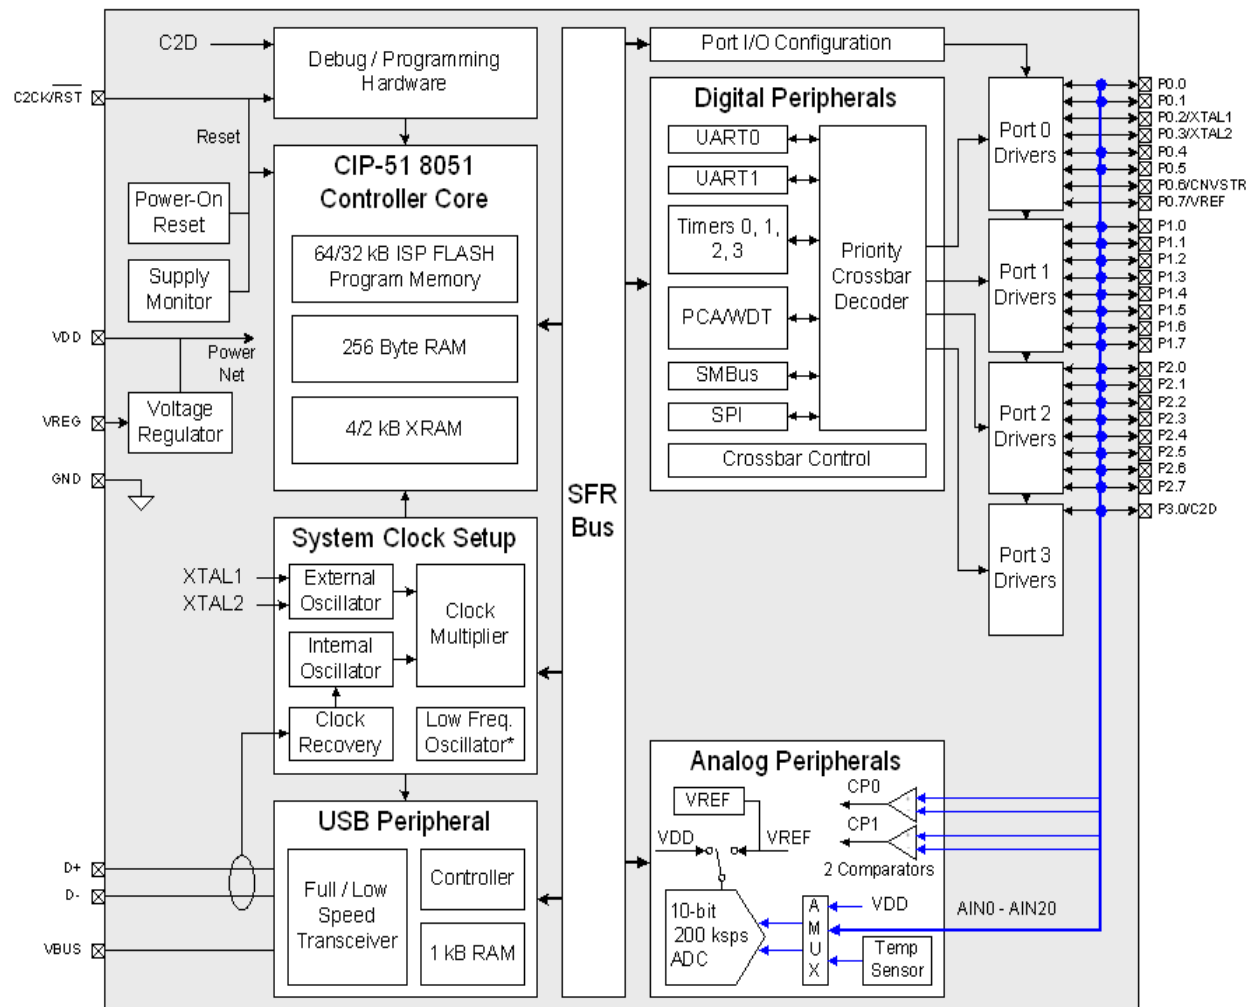 C2D
Debug / Programming
Hardware
C2CK/RST
Reset
Power-On
Reset
Supply
Monitor
VDD
Power
Net
VREG
Voltage
Regulator
GND
CIP-51 8051
Controller Core
64/32 kB ISP FLASH
Program Memory
256 Byte RAM
4/2 kB XRAM
System Clock Setup
XTAL1
XTAL2
External
Oscillator
Internal
Oscillator
Clock
Multiplier
Clock
Recovery
Low Freq.
Oscillator*
USB Peripheral
D+
D-
VBUS
Full / Low
Speed
Transceiver
Controller
1 kB RAM
SFR
Bus
Port I/O Configuration
Digital Peripherals
UART0
UART1
Timers 0, 1,
2, 3
PCA/WDT
SMBus
SPI
Priority
Crossbar
Decoder
Crossbar Control
Port 0
Drivers
Port 1
Drivers
Port 2
Drivers
Port 3
Drivers
P0.0
P0.1
P0.2/XTAL1
P0.3/XTAL2
P0.4
P0.5
P0.6/CNVSTR
P0.7/VREF
P1.0
P1.1
P1.2
P1.3
P1.4
P1.5
P1.6
P1.7
P2.0
P2.1
P2.2
P2.3
P2.4
P2.5
P2.6
P2.7
P3.0/C2D
Analog Peripherals
VREF
VDD
VREF
CP0
CP1
2 Comparators
10-bit
200 ksps
ADC
A
M
U
X
VDD
Temp
Sensor
AIN0 - AIN20